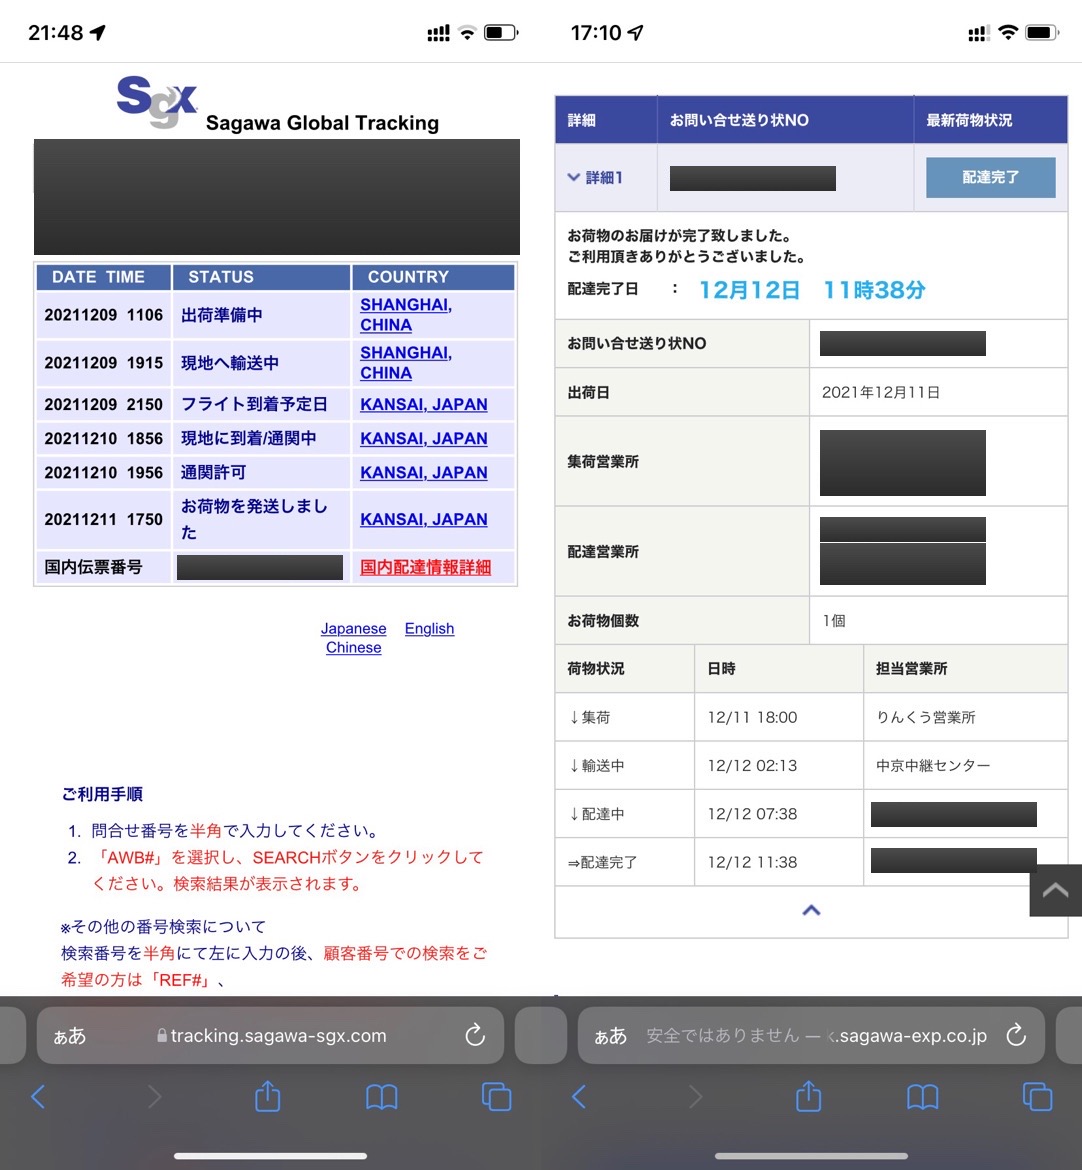 21:48
Sgx Sagawa Global Tracking
DATE TIME STATUS COUNTRY
20211209 1106 出荷準備中 SHANGHAI,
CHINA
20211209 1915 現地へ輸送中 SHANGHAI,
CHINA
20211209 2150 フライト到着予定日 KANSAI, JAPAN
20211210 1856 現地に到着/通関中 KANSAI, JAPAN
20211210 1956 通関許可 KANSAI, JAPAN
20211211 1750 お荷物を発送しまし
た KANSAI, JAPAN
国内伝票番号 国内配達情報詳細
Japanese English
Chinese
ご利用手順
1. 問合せ番号を半角で入力してください。
2. 「AWB#」を選択し、SEARCHボタンをクリックして
ください。検索結果が表示されます。
※その他の番号検索について
検索番号を半角にて左に入力の後、顧客番号での検索をご
希望の方は「REF#」、
ぁあ tracking.sagawa-sgx.com
17:10
詳細 お問い合せ送り状NO 最新荷物状況
詳細1 配達完了
お荷物のお届けが完了致しました。
ご利用頂きありがとうございました。
配達完了日 : 12月12日 11時38分
お問い合せ送り状NO
出荷日 2021年12月11日
集荷営業所
配達営業所
お荷物個数 1個
荷物状況 日時 担当営業所
↓集荷 12/11 18:00 りんくう営業所
↓輸送中 12/12 02:13 中京中継センター
↓配達中 12/12 07:38
⇒配達完了 12/12 11:38
ぁあ 安全ではありません — .sagawa-exp.co.jp